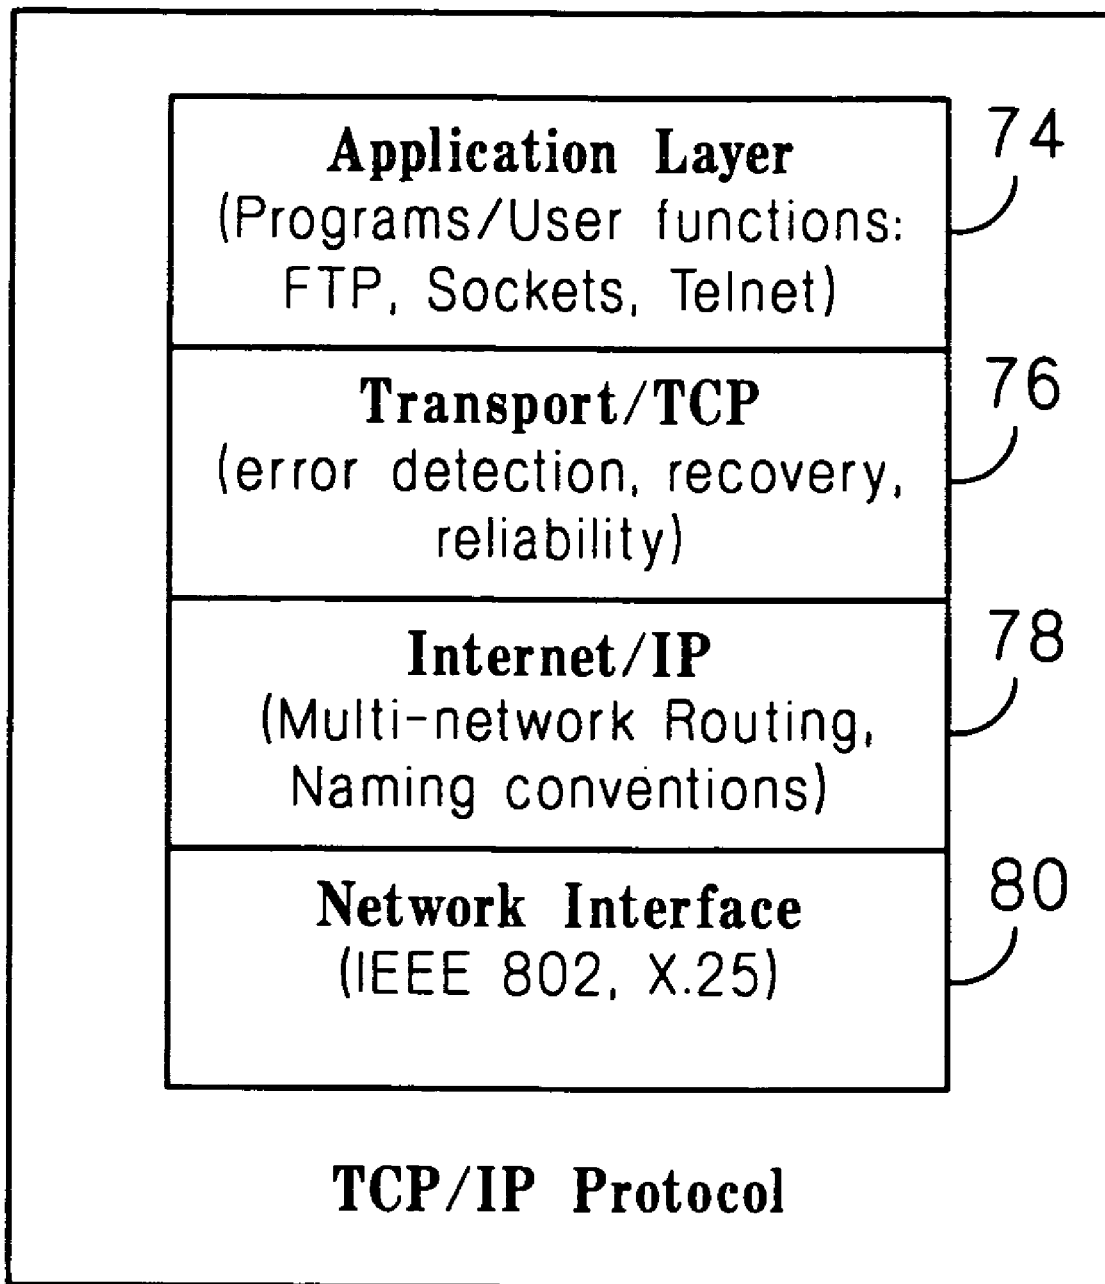 Application Layer
(Programs/User functions:
FTP, Sockets, Telnet)
74
Transport/TCP
(error detection, recovery,
reliability)
76
Internet/IP
(Multi-network Routing,
Naming conventions)
78
Network Interface
(IEEE 802, X.25)
80
TCP/IP Protocol